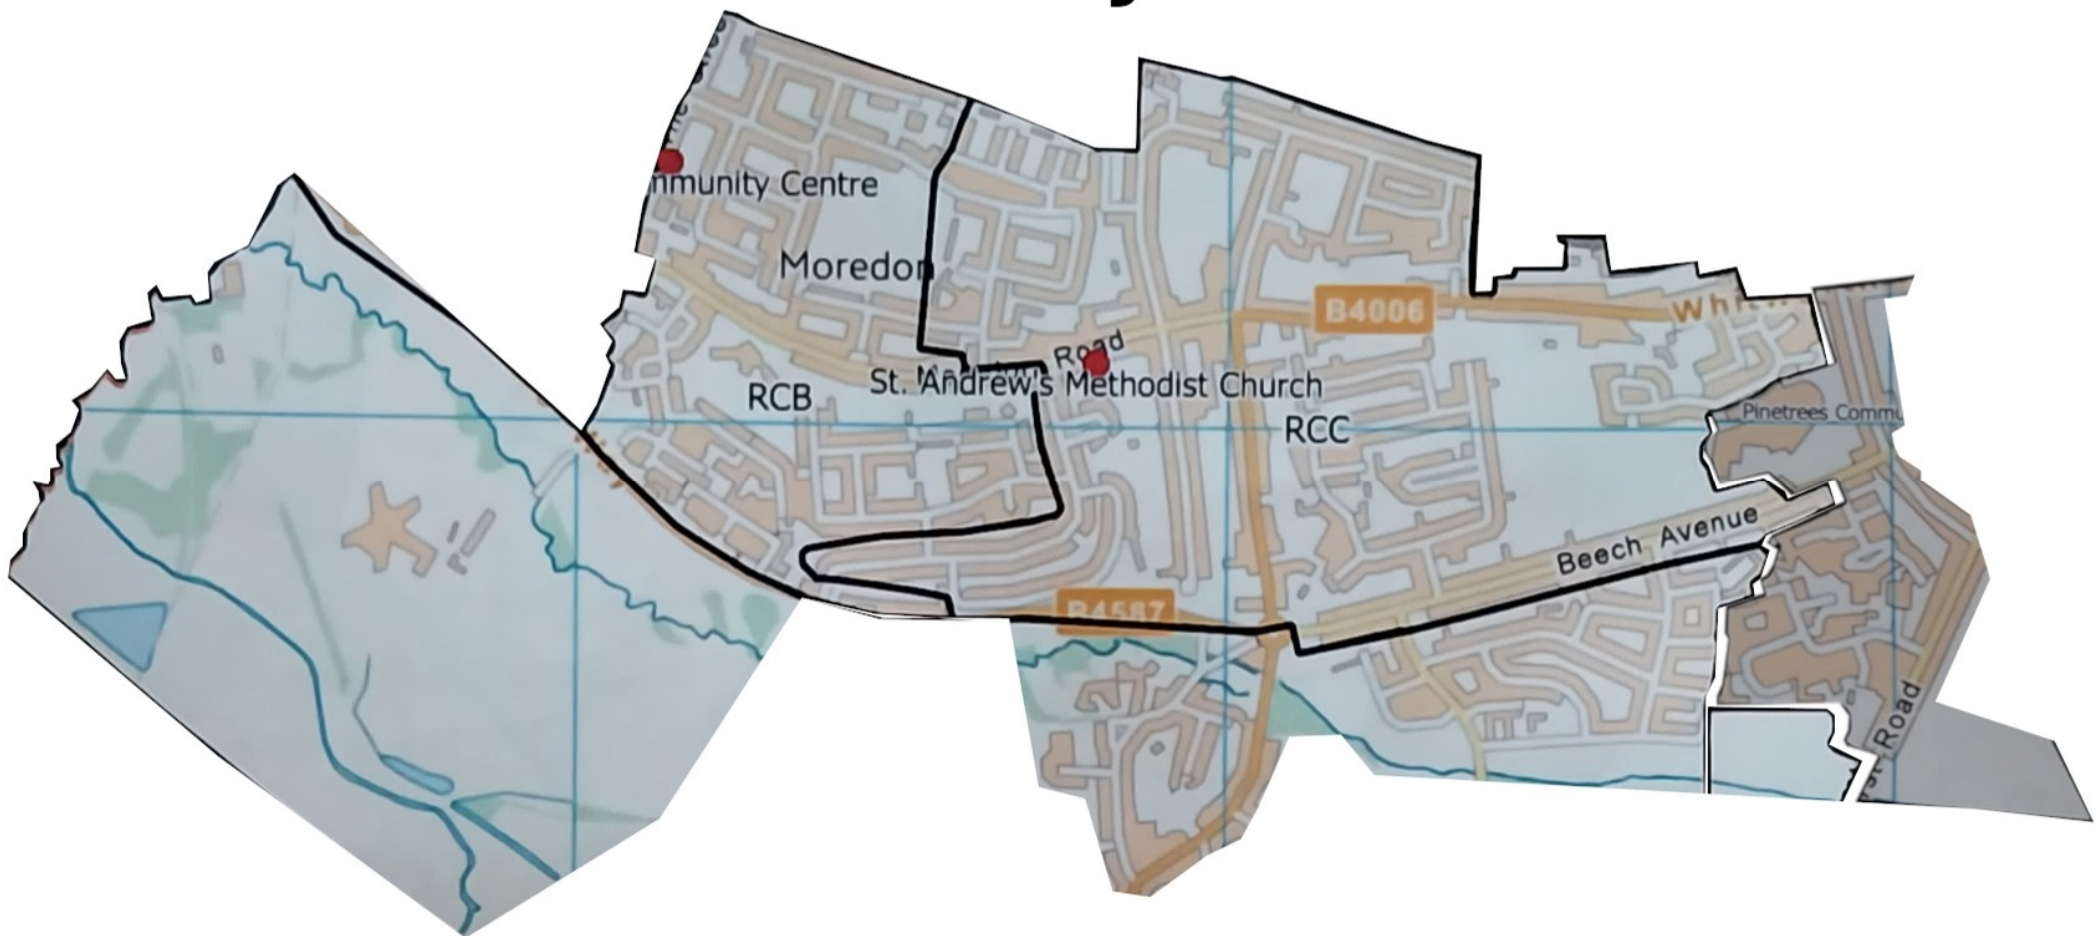 mmunity Centre
Moredon
B4006
Road
St. Andrew's Methodist Church
RCB
RCC
Pinetrees Commu
Beech Avenue
B4587
Road